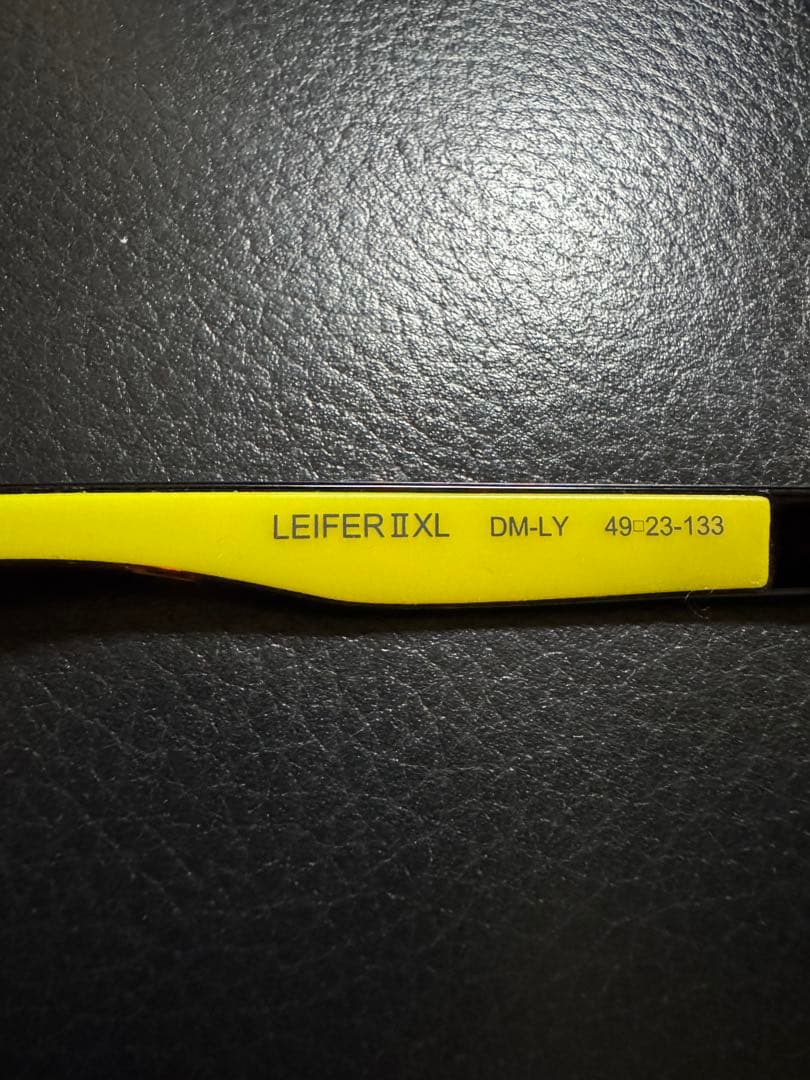 LEIFER Ⅱ XL DM-LY 49□23-133